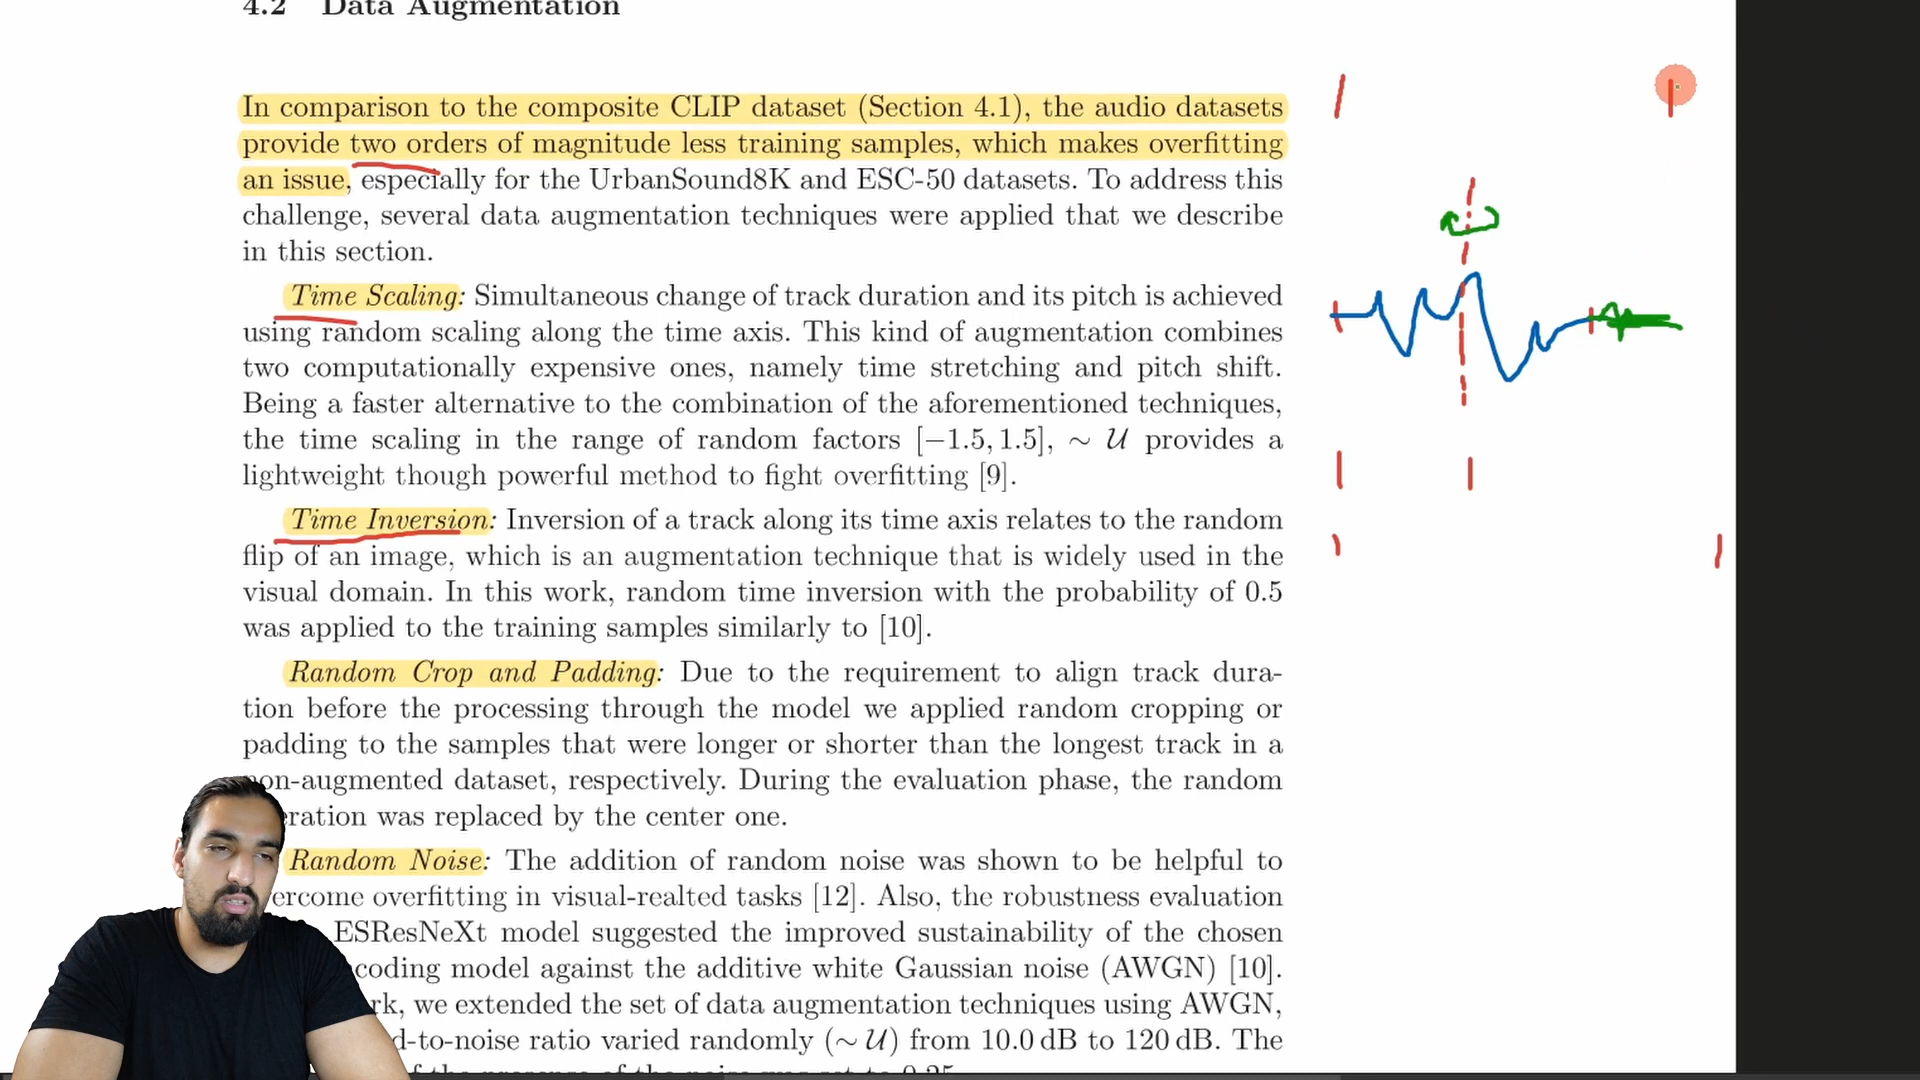 4.2 Data Augmentation
In comparison to the composite CLIP dataset (Section 4.1), the audio datasets
provide two orders of magnitude less training samples, which makes overfitting
an issue, especially for the UrbanSound8K and ESC-50 datasets. To address this
challenge, several data augmentation techniques were applied that we describe
in this section.
Time Scaling: Simultaneous change of track duration and its pitch is achieved
using random scaling along the time axis. This kind of augmentation combines
two computationally expensive ones, namely time stretching and pitch shift.
Being a faster alternative to the combination of the aforementioned techniques,
the time scaling in the range of random factors [−1.5, 1.5], ∼ 𝒰 provides a
lightweight though powerful method to fight overfitting [9].
Time Inversion: Inversion of a track along its time axis relates to the random
flip of an image, which is an augmentation technique that is widely used in the
visual domain. In this work, random time inversion with the probability of 0.5
was applied to the training samples similarly to [10].
Random Crop and Padding: Due to the requirement to align track dura-
tion before the processing through the model we applied random cropping or
padding to the samples that were longer or shorter than the longest track in a
non-augmented dataset, respectively. During the evaluation phase, the random
eration was replaced by the center one.
Random Noise: The addition of random noise was shown to be helpful to
ercome overfitting in visual-realted tasks [12]. Also, the robustness evaluation
ESResNeXt model suggested the improved sustainability of the chosen
coding model against the additive white Gaussian noise (AWGN) [10].
rk, we extended the set of data augmentation techniques using AWGN,
d-to-noise ratio varied randomly (∼ 𝒰) from 10.0 dB to 120 dB. The
of the presence of the noise was set to 0.25.